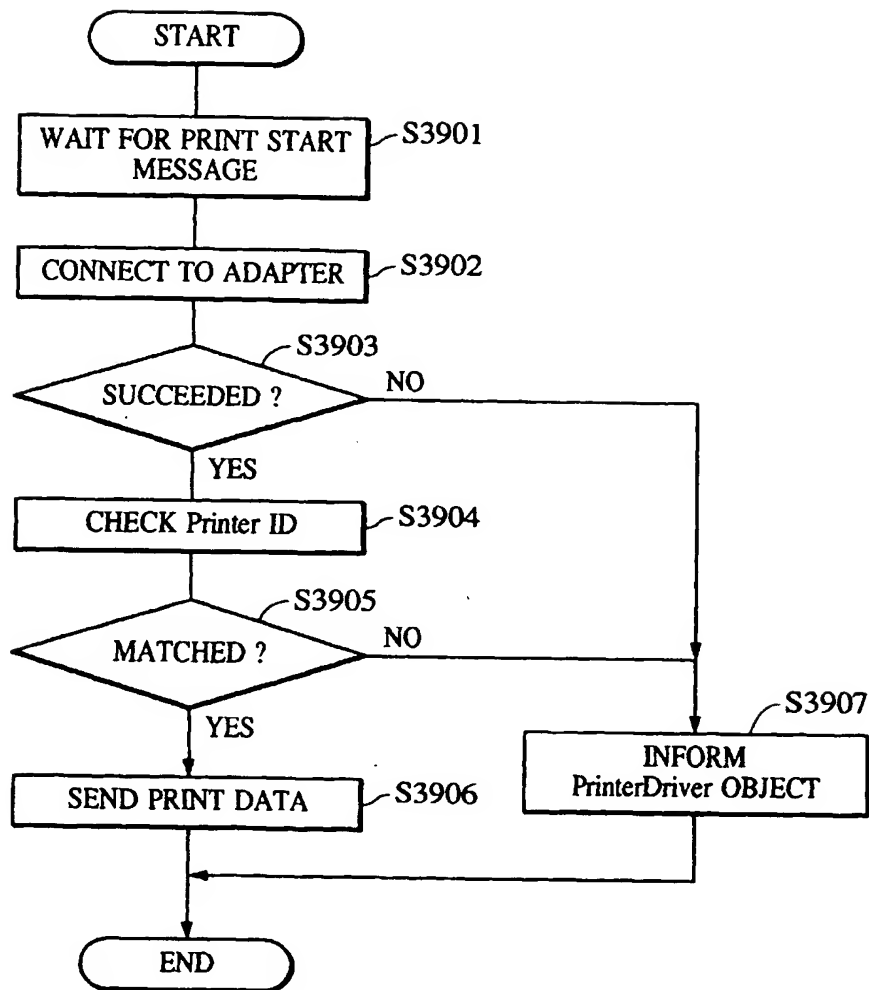 START
WAIT FOR PRINT START
MESSAGE
S3901
CONNECT TO ADAPTER
S3902
S3903
SUCCEEDED ?
NO
YES
CHECK Printer ID
S3904
S3905
MATCHED ?
NO
YES
S3907
INFORM
PrinterDriver OBJECT
SEND PRINT DATA
S3906
END